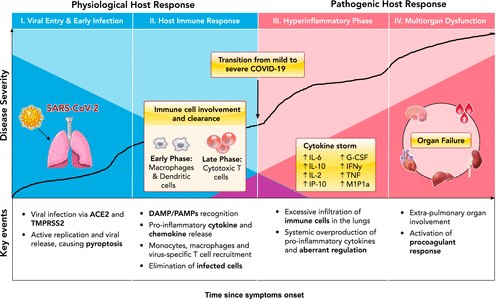 Physiological Host Response
Pathogenic Host Response
I. Viral Entry & Early Infection
II. Host Immune Response
III. Hyperinflammatory Phase
IV. Multiorgan Dysfunction
Disease Severity
SARS-CoV-2
Immune cell involvement
and clearance
Early Phase:
Macrophages
& Dendritic
cells
Late Phase:
Cytotoxic T
cells
Transition from mild to
severe COVID-19
Cytokine storm
↑ IL-6
↑ IL-10
↑ IL-2
↑ IP-10
↑ G-CSF
↑ IFNγ
↑ TNF
↑ M1P1a
Organ Failure
Key events
• Viral infection via ACE2 and
TMPRSS2
• Active replication and viral
release, causing pyroptosis
• DAMP/PAMPs recognition
• Pro-inflammatory cytokine and
chemokine release
• Monocytes, macrophages and
virus-specific T cell recruitment
• Elimination of infected cells
• Excessive infiltration of
immune cells in the lungs
• Systemic overproduction of
pro-inflammatory cytokines and
aberrant regulation
• Extra-pulmonary organ
involvement
• Activation of
procoagulant
response
Time since symptoms onset